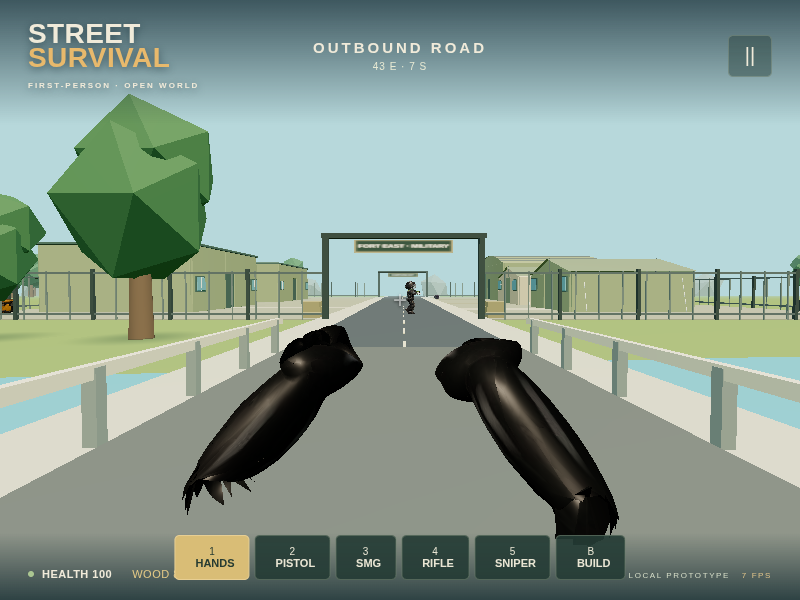 STREET
SURVIVAL
FIRST-PERSON · OPEN WORLD
OUTBOUND ROAD
43 E · 7 S
||
FORT EAST · MILITARY
HEALTH 100
WOOD
1
HANDS
2
PISTOL
3
SMG
4
RIFLE
5
SNIPER
B
BUILD
LOCAL PROTOTYPE
7 FPS